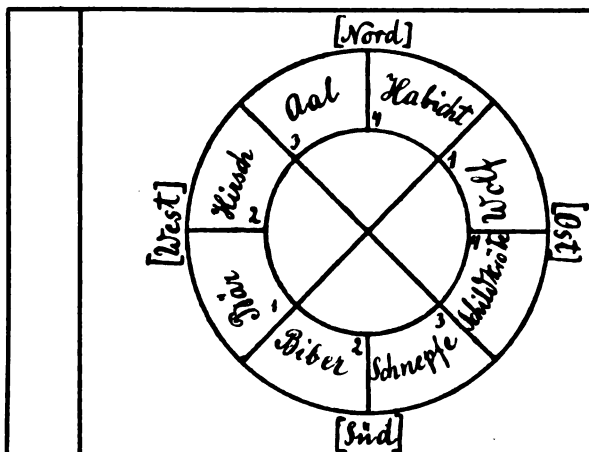 [Nord]
Aal
Habicht
3
4
1
Hirsch
Wolf
2
[West]
[Ost]
Bär
Schildkröte
1
2
3
Biber
Schnepfe
[Süd]